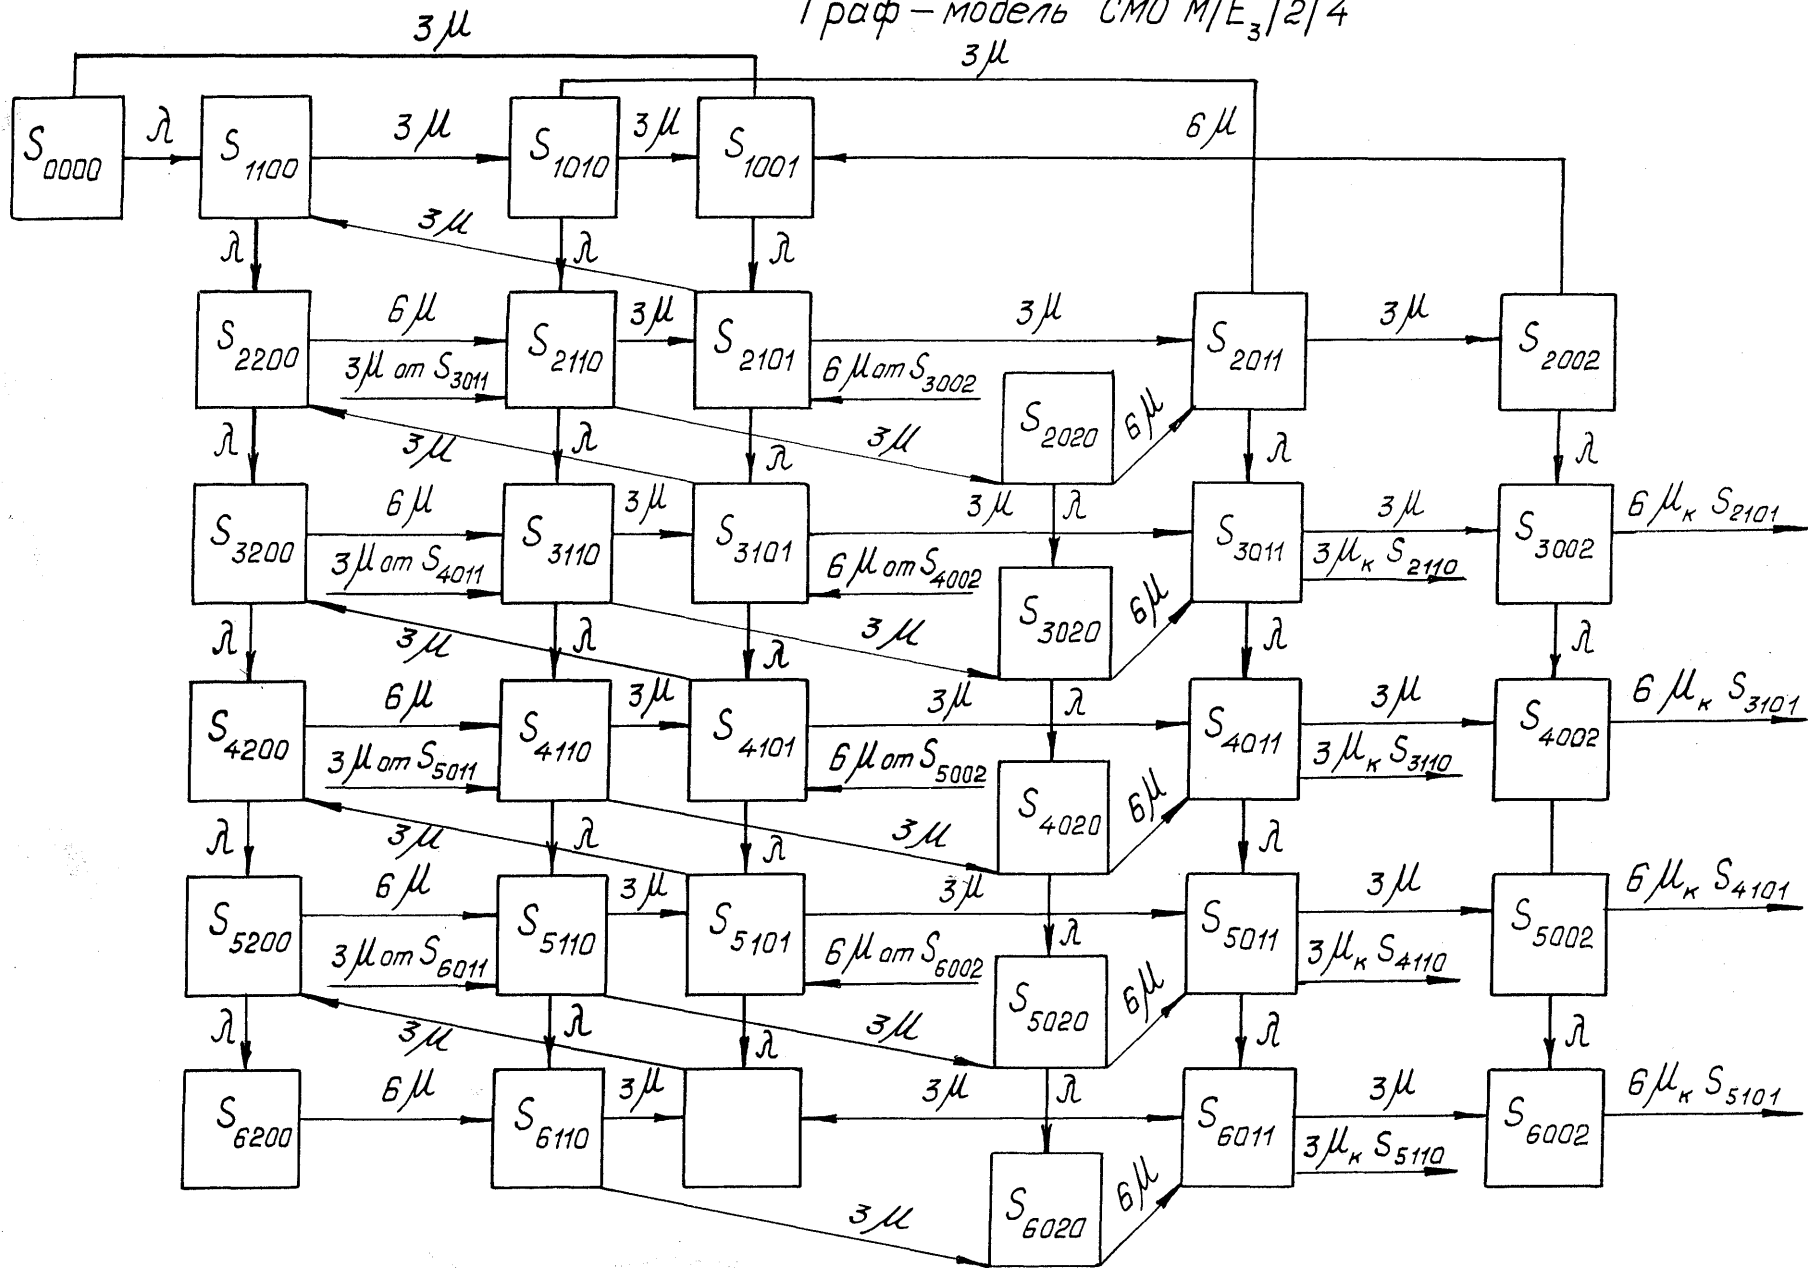 Граф – модель СМО M/E₃/2/4
3μ
3μ
S₀₀₀₀ λ S₁₁₀₀ 3μ S₁₀₁₀ 3μ S₁₀₀₁ 6μ
3μ
λ λ λ
S₂₂₀₀ 6μ S₂₁₁₀ 3μ S₂₁₀₁ 3μ S₂₀₁₁ 3μ S₂₀₀₂
3μ от S₃₀₁₁ 6μ от S₃₀₀₂
S₂₀₂₀ 6μ
λ 3μ λ λ 3μ λ λ
S₃₂₀₀ 6μ S₃₁₁₀ 3μ S₃₁₀₁ 3μ λ S₃₀₁₁ 3μ S₃₀₀₂ 6μ к S₂₁₀₁
3μ от S₄₀₁₁ 6μ от S₄₀₀₂ 3μ к S₂₁₁₀
S₃₀₂₀ 6μ
λ 3μ λ λ 3μ λ λ
S₄₂₀₀ 6μ S₄₁₁₀ 3μ S₄₁₀₁ 3μ λ S₄₀₁₁ 3μ S₄₀₀₂ 6μ к S₃₁₀₁
3μ от S₅₀₁₁ 6μ от S₅₀₀₂ 3μ к S₃₁₁₀
S₄₀₂₀ 6μ
λ 3μ λ λ 3μ λ
S₅₂₀₀ 6μ S₅₁₁₀ 3μ S₅₁₀₁ 3μ λ S₅₀₁₁ 3μ S₅₀₀₂ 6μ к S₄₁₀₁
3μ от S₆₀₁₁ 6μ от S₆₀₀₂ 3μ к S₄₁₁₀
S₅₀₂₀ 6μ
λ 3μ λ λ 3μ λ λ
S₆₂₀₀ 6μ S₆₁₁₀ 3μ 3μ λ S₆₀₁₁ 3μ S₆₀₀₂ 6μ к S₅₁₀₁
3μ к S₅₁₁₀
3μ S₆₀₂₀ 6μ